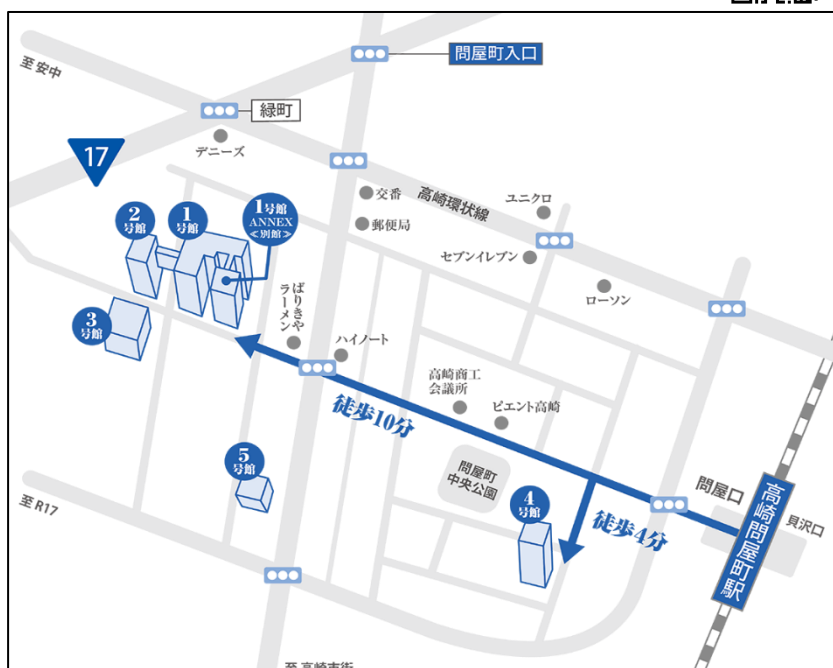 問屋町入口
至 安中
緑町
デニーズ
17
交番
高崎環状線
ユニクロ
2
号館
1
号館
1号館
ANNEX
≪別館≫
郵便局
セブンイレブン
ローソン
3
号館
ばりきや
ラーメン
ハイノート
高崎商工
会議所
ビエント高崎
徒歩10分
5
号館
問屋町
中央公園
4
号館
徒歩4分
問屋口
高崎問屋町駅
貝沢口
至 R17
至 高崎市街